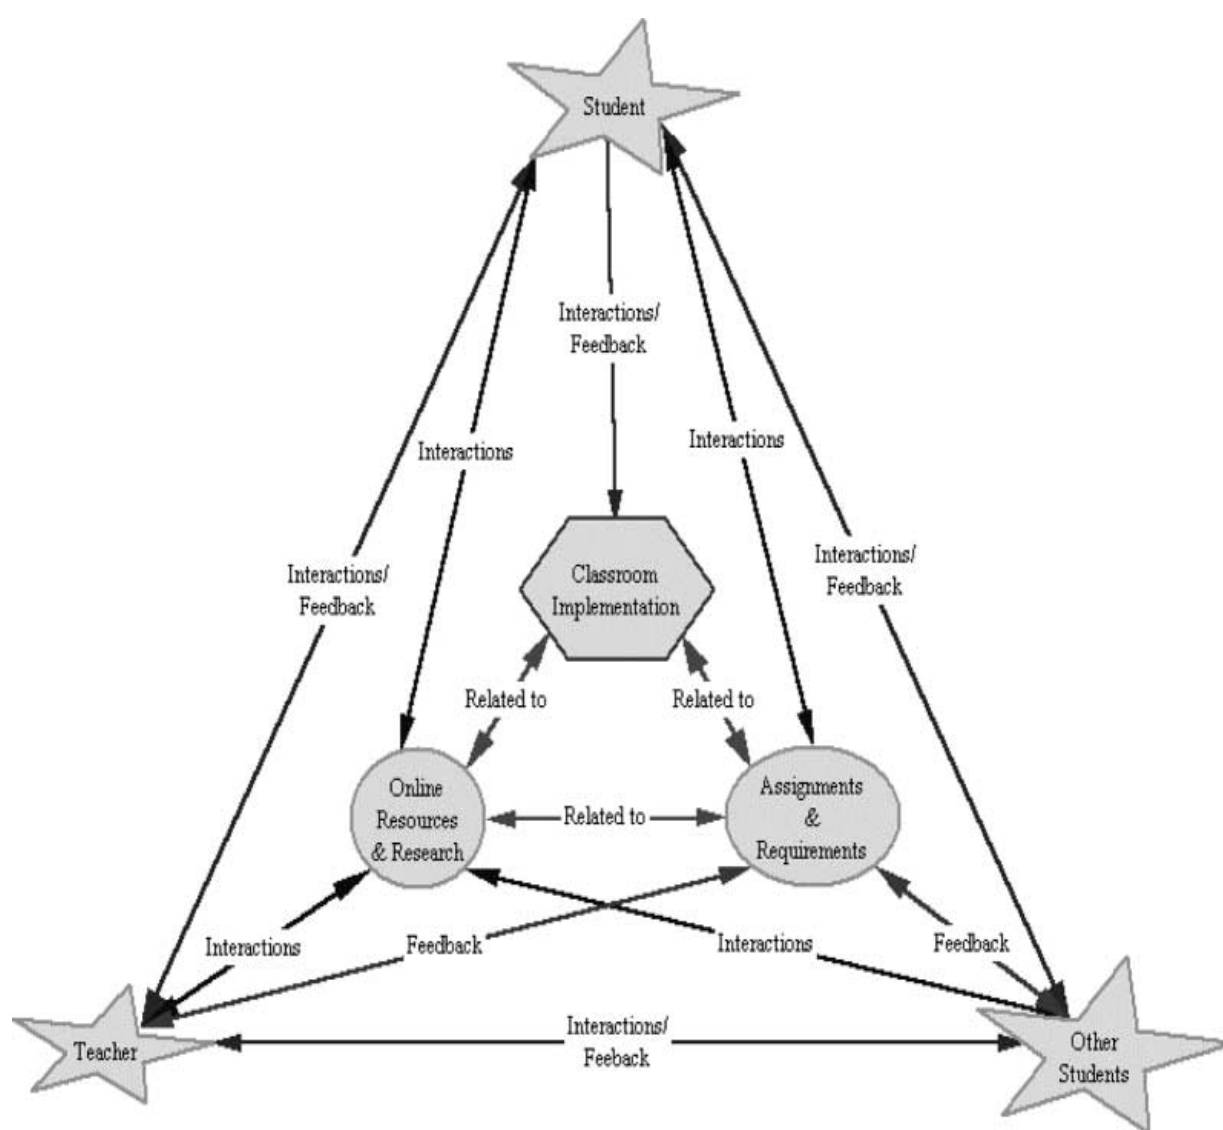 Student
Interactions/
Feedback
Interactions
Interactions
Interactions/
Feedback
Interactions/
Feedback
Classroom
Implementation
Related to
Related to
Online
Resources
& Research
Related to
Assignments
&
Requirements
Interactions
Feedback
Interactions
Feedback
Teacher
Interactions/
Feeback
Other
Students